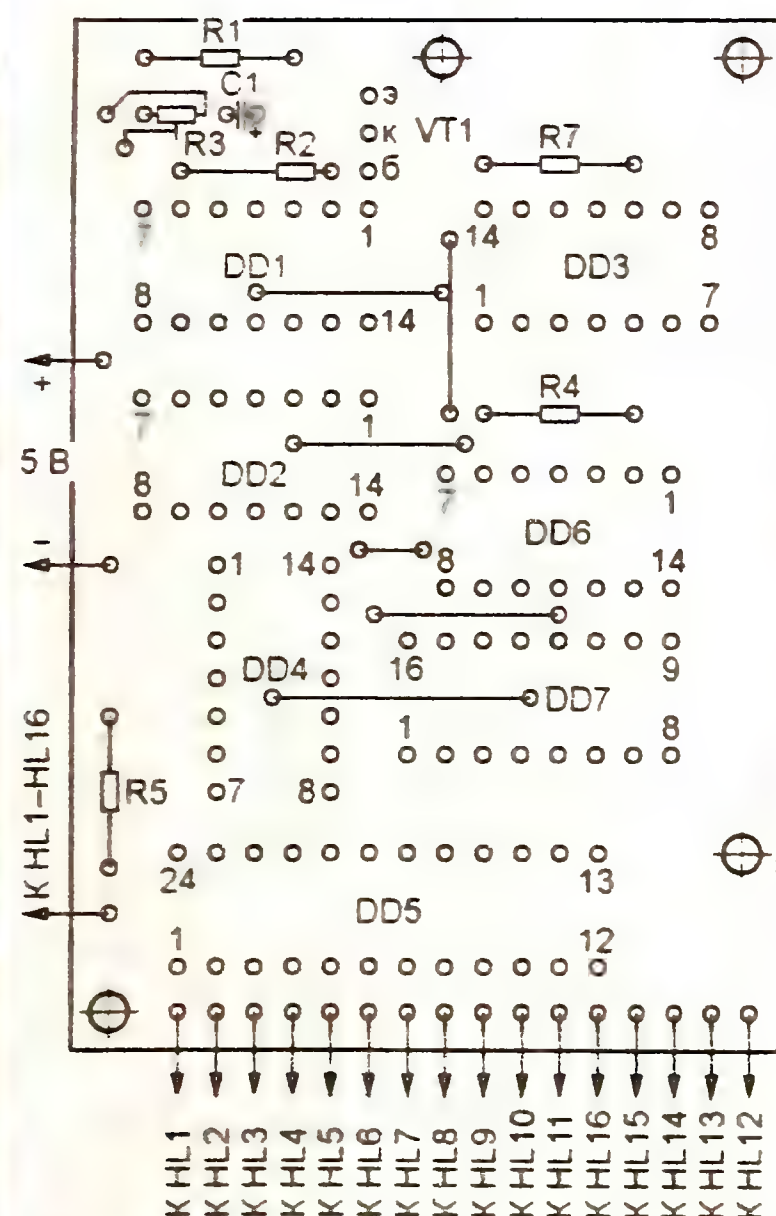 R1
C1
э
R3 R2 к VT1 R7
б
7 1 14 8
DD1 DD3
8 14 1 7
+
7 1 R4
5 В
8 DD2 14 7 1
DD6
–
1 14 8 14
16 9
DD4 DD7
1 8
R5 7 8
К HL1–HL16
24 13
DD5
1 12
К HL1
К HL2
К HL3
К HL4
К HL5
К HL6
К HL7
К HL8
К HL9
К HL10
К HL11
К HL16
К HL15
К HL14
К HL13
К HL12